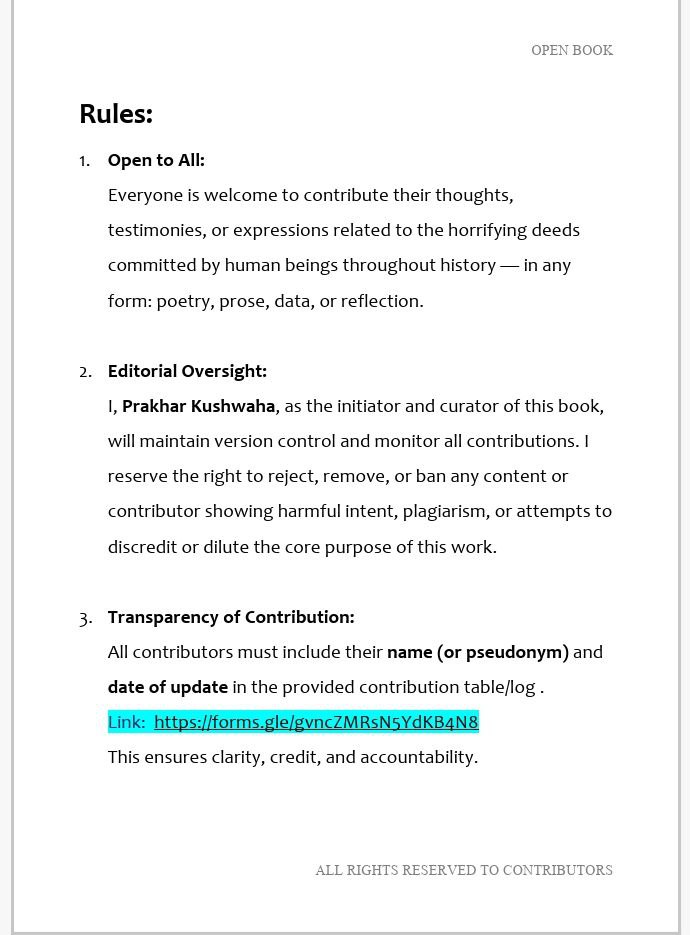 OPEN BOOK
Rules:
1. Open to All:
Everyone is welcome to contribute their thoughts,
testimonies, or expressions related to the horrifying deeds
committed by human beings throughout history — in any
form: poetry, prose, data, or reflection.
2. Editorial Oversight:
I, Prakhar Kushwaha, as the initiator and curator of this book,
will maintain version control and monitor all contributions. I
reserve the right to reject, remove, or ban any content or
contributor showing harmful intent, plagiarism, or attempts to
discredit or dilute the core purpose of this work.
3. Transparency of Contribution:
All contributors must include their name (or pseudonym) and
date of update in the provided contribution table/log .
Link: https://forms.gle/gvncZMRsN5YdKB4N8
This ensures clarity, credit, and accountability.
ALL RIGHTS RESERVED TO CONTRIBUTORS